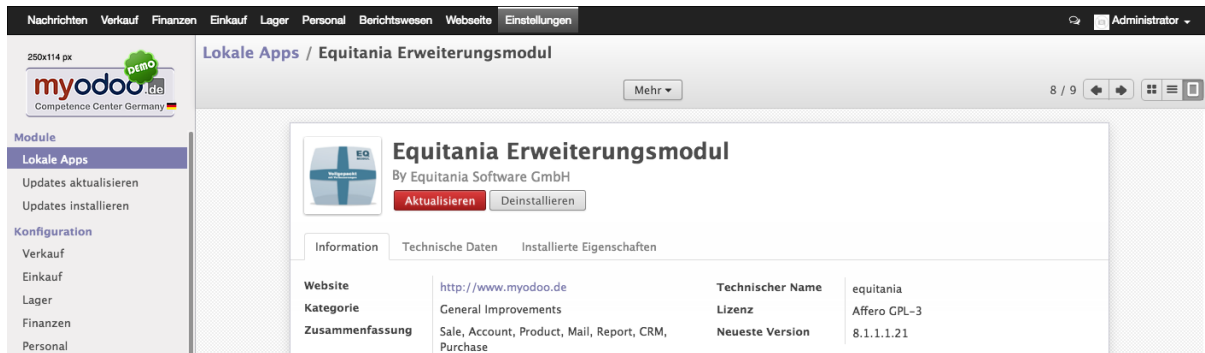 Nachrichten Verkauf Finanzen Einkauf Lager Personal Berichtswesen Webseite Einstellungen Administrator
250x114 px
DEMO
myodoo.de
Competence Center Germany
Lokale Apps / Equitania Erweiterungsmodul
Mehr
8 / 9
Module
Lokale Apps
Updates aktualisieren
Updates installieren
Konfiguration
Verkauf
Einkauf
Lager
Finanzen
Personal
EQ
Equitania Erweiterungsmodul
By Equitania Software GmbH
Aktualisieren Deinstallieren
Information Technische Daten Installierte Eigenschaften
Website http://www.myodoo.de Technischer Name equitania
Kategorie General Improvements Lizenz Affero GPL-3
Zusammenfassung Sale, Account, Product, Mail, Report, CRM, Neueste Version 8.1.1.1.21
Purchase